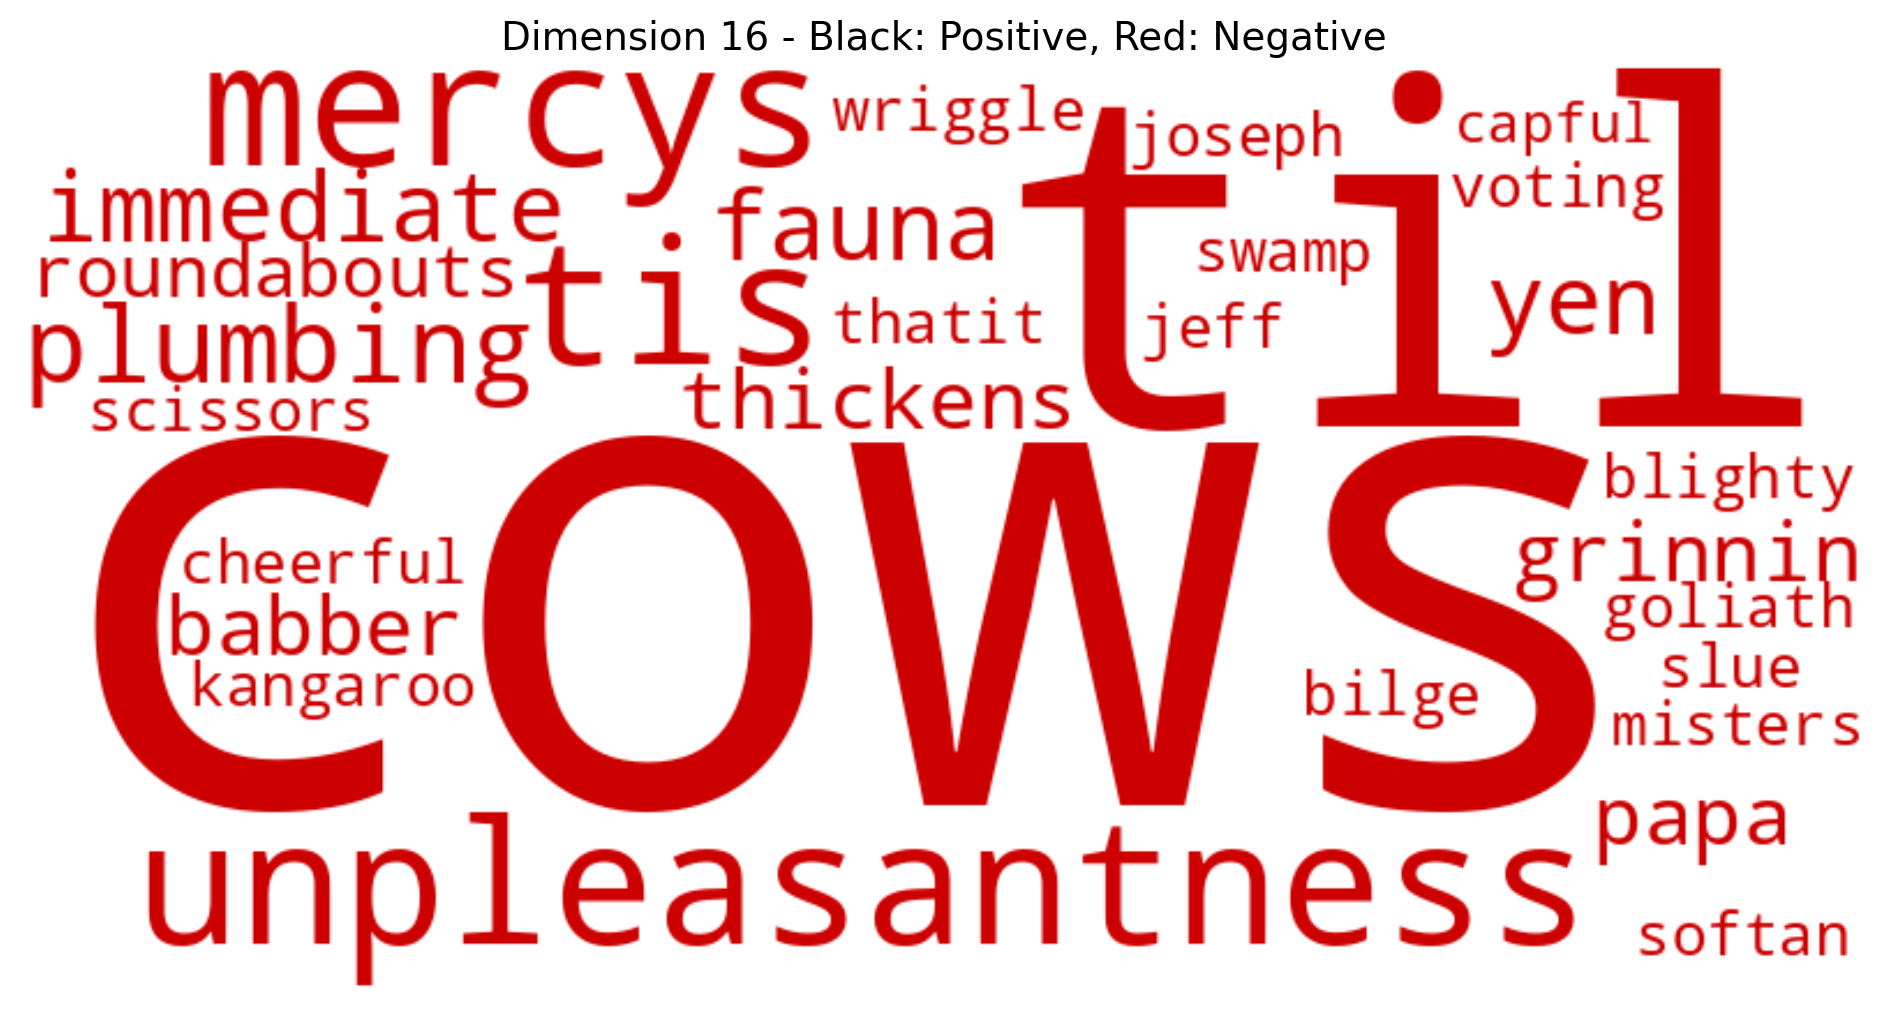 Dimension 16 - Black: Positive, Red: Negative
mercys
wriggle
til
joseph
capful
voting
immediate
fauna
swamp
roundabouts
tis
yen
plumbing
thatit
jeff
scissors
thickens
cows
blighty
cheerful
grinnin
babber
goliath
kangaroo
slue
bilge
misters
unpleasantness
papa
softan